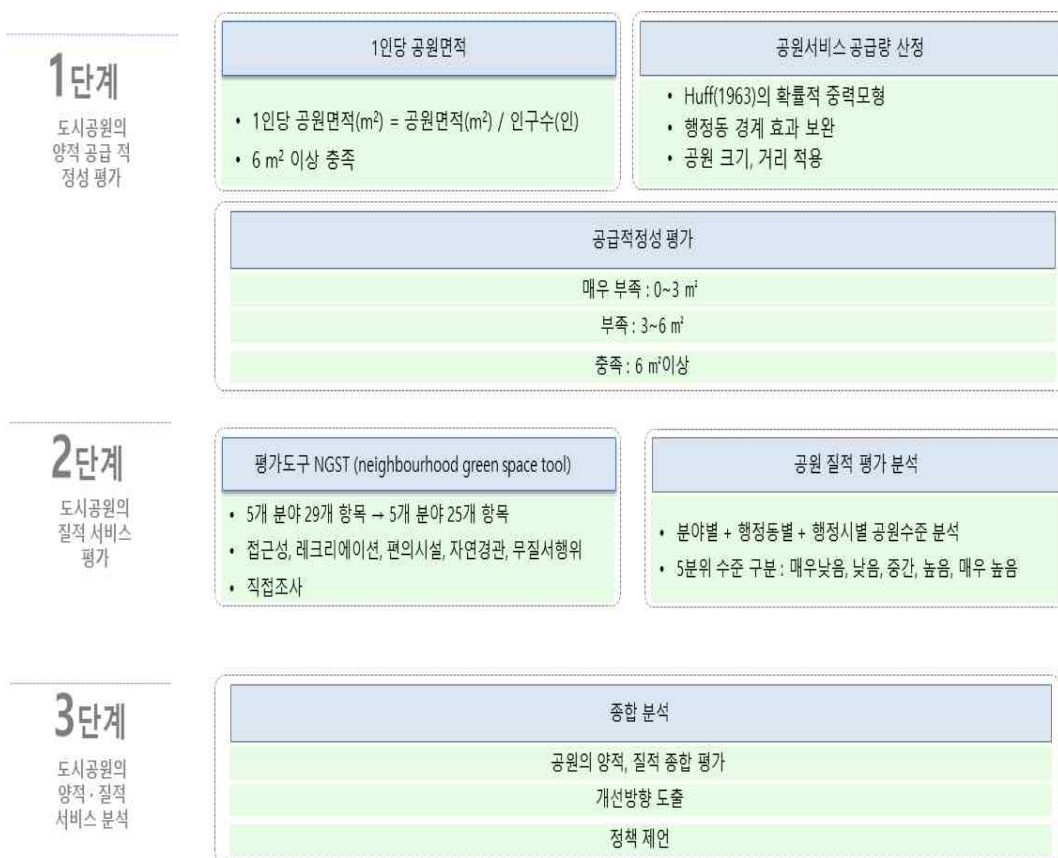 1단계
도시공원의
양적 공급 적
정성 평가
1인당 공원면적
• 1인당 공원면적(m²) = 공원면적(m²) / 인구수(인)
• 6 m² 이상 충족
공원서비스 공급량 산정
• Huff(1963)의 확률적 중력모형
• 행정동 경계 효과 보완
• 공원 크기, 거리 적용
공급적정성 평가
매우 부족 : 0~3 ㎡
부족 : 3~6 ㎡
충족 : 6 ㎡이상
2단계
도시공원의
질적 서비스
평가
평가도구 NGST (neighbourhood green space tool)
• 5개 분야 29개 항목 → 5개 분야 25개 항목
• 접근성, 레크리에이션, 편의시설, 자연경관, 무질서행위
• 직접조사
공원 질적 평가 분석
• 분야별 + 행정동별 + 행정시별 공원수준 분석
• 5분위 수준 구분 : 매우낮음, 낮음, 중간, 높음, 매우 높음
3단계
도시공원의
양적 · 질적
서비스 분석
종합 분석
공원의 양적, 질적 종합 평가
개선방향 도출
정책 제언